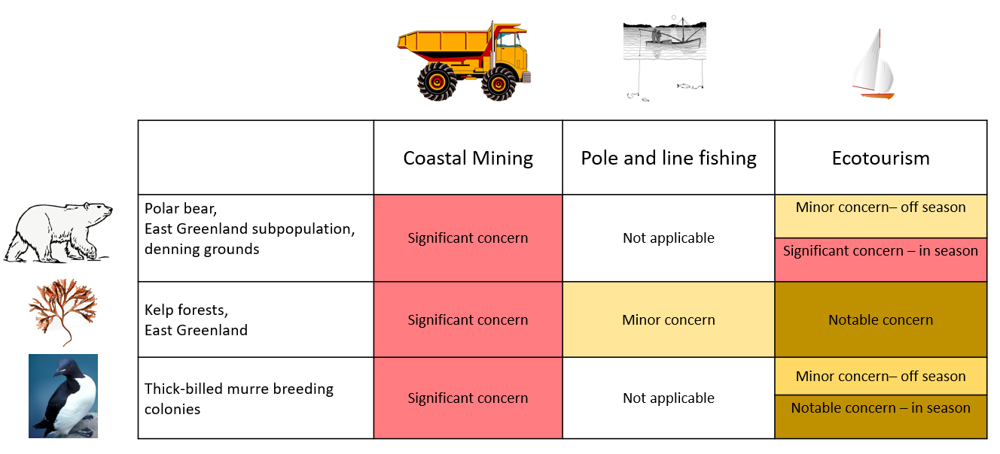 Coastal Mining
Pole and line fishing
Ecotourism
Polar bear,
East Greenland subpopulation,
denning grounds
Significant concern
Not applicable
Minor concern– off season
Significant concern – in season
Kelp forests,
East Greenland
Significant concern
Minor concern
Notable concern
Thick-billed murre breeding
colonies
Significant concern
Not applicable
Minor concern– off season
Notable concern – in season